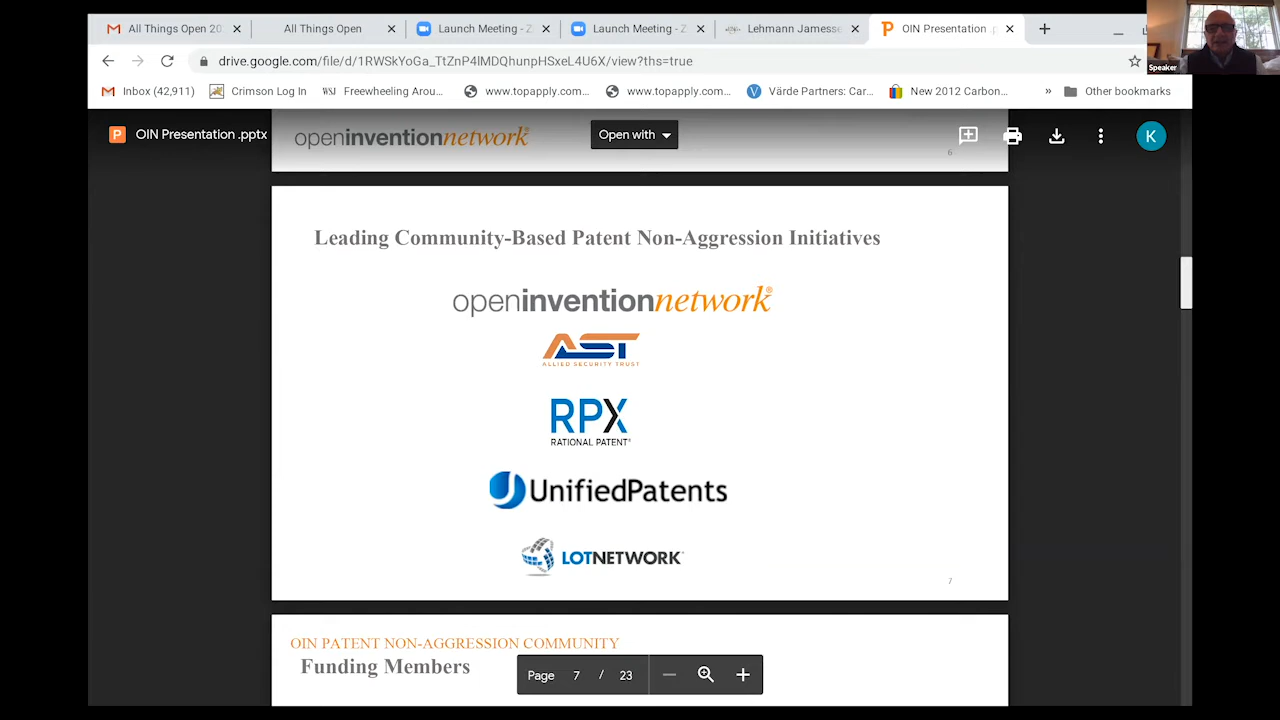 All Things Open 20
All Things Open
Launch Meeting - Z
Launch Meeting - Z
Lehmann Jamesse
OIN Presentation .p
Speaker
drive.google.com/file/d/1RWSkYoGa_TtZnP4lMDQhunpHSxeL4U6X/view?ths=true
Inbox (42,911)
Crimson Log In
WSJ
Freewheeling Arou...
www.topapply.com...
www.topapply.com...
V
Värde Partners: Car...
New 2012 Carbon...
»
Other bookmarks
P
OIN Presentation .pptx
Open with
K
openinventionnetwork®
6
Leading Community-Based Patent Non-Aggression Initiatives
openinventionnetwork®
AST
ALLIED SECURITY TRUST
RPX
RATIONAL PATENT®
UnifiedPatents
LOTNETWORK
7
OIN PATENT NON-AGGRESSION COMMUNITY
Funding Members
Page 7 / 23